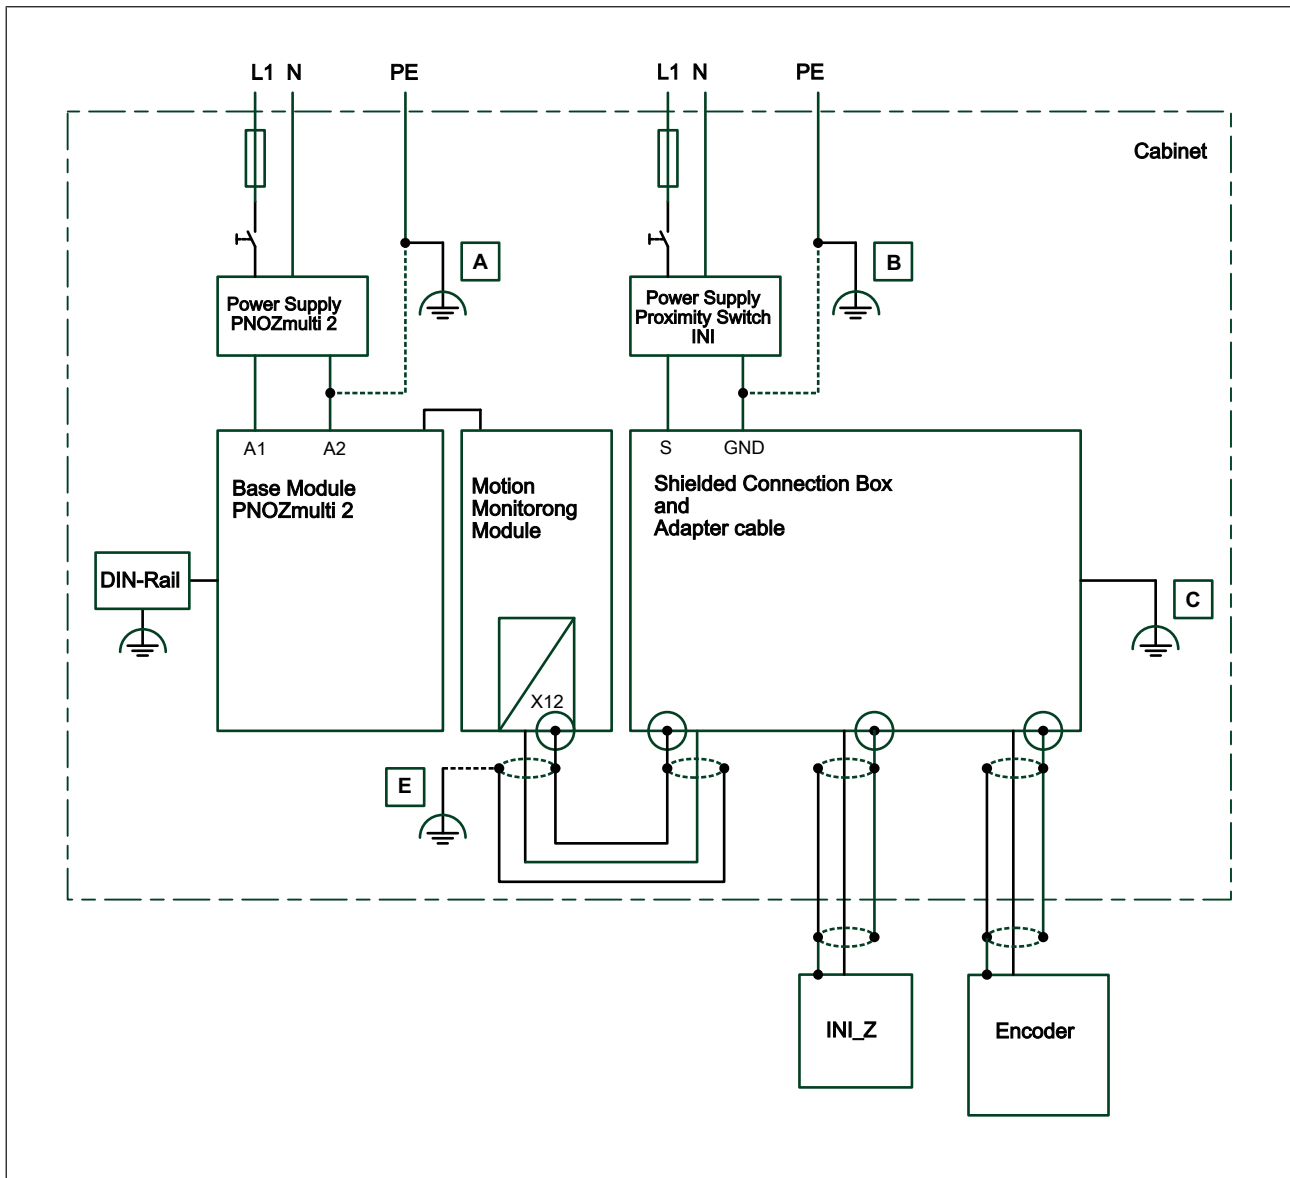 L1 N PE
L1 N PE
Cabinet
A
B
Power Supply
PNOZmulti 2
Power Supply
Proximity Switch
INI
A1 A2
S GND
Base Module
PNOZmulti 2
Motion
Monitorong
Module
Shielded Connection Box
and
Adapter cable
DIN-Rail
C
X12
E
INI_Z
Encoder